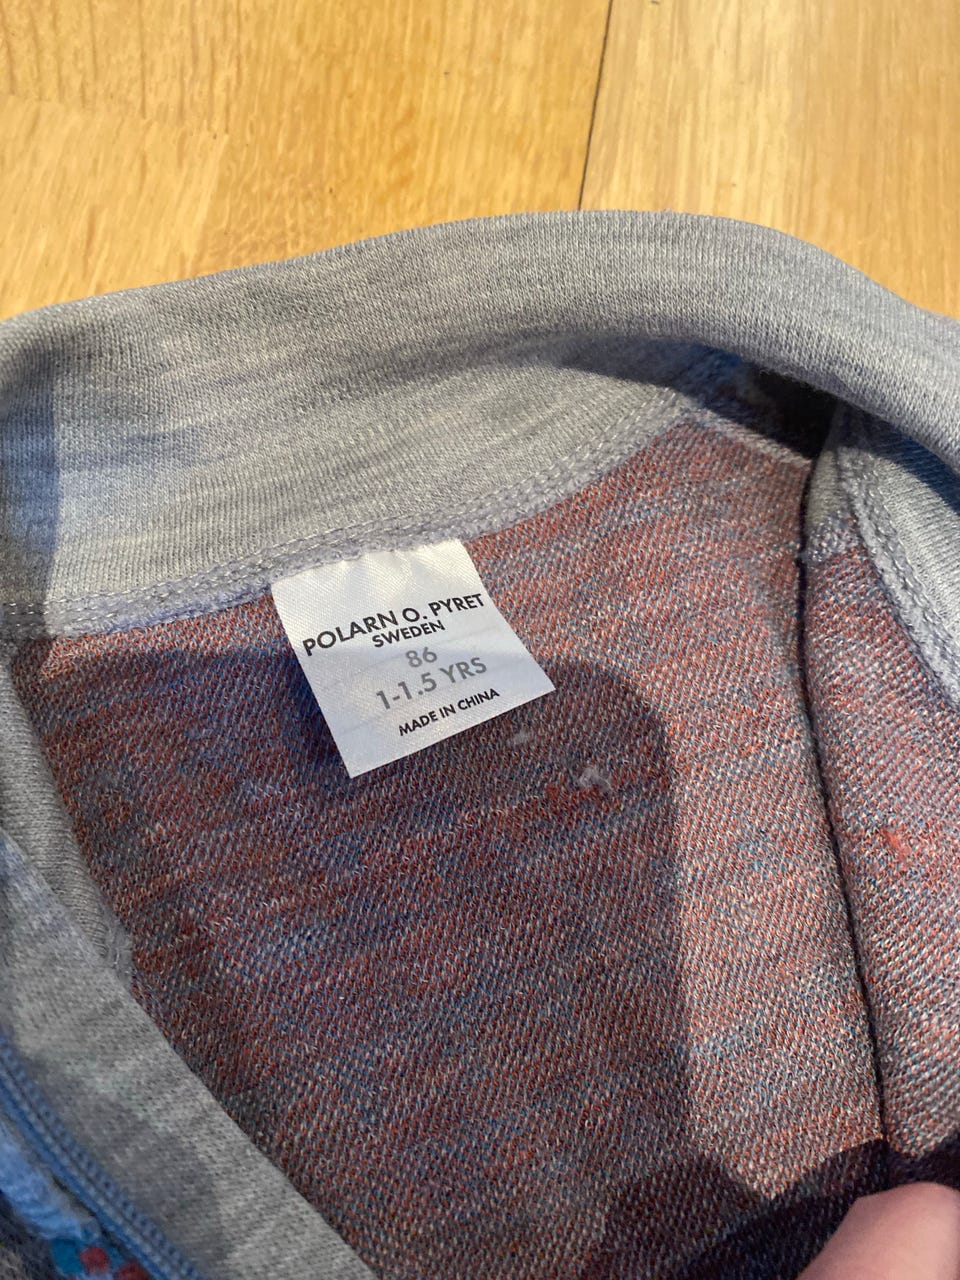 POLARN O. PYRET
SWEDEN
86
1-1.5 YRS
MADE IN CHINA